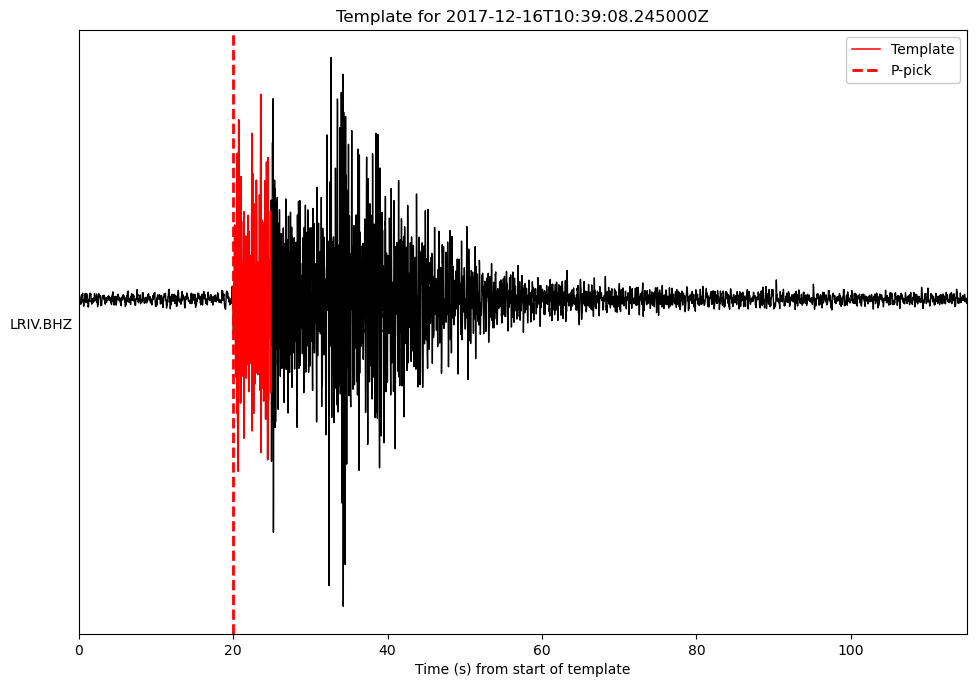 Template for 2017-12-16T10:39:08.245000Z
Template
P-pick
LRIV.BHZ
0 20 40 60 80 100
Time (s) from start of template